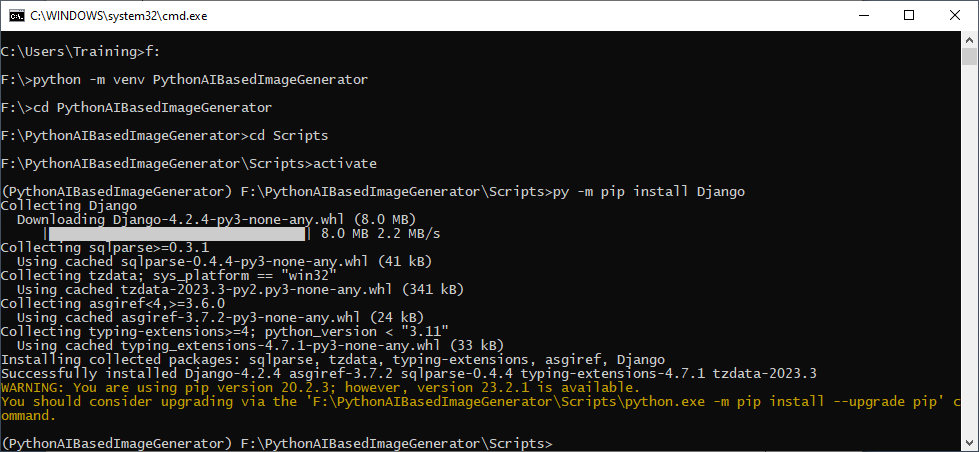 C:\WINDOWS\system32\cmd.exe
C:\Users\Training>f:
F:\>python -m venv PythonAIBasedImageGenerator
F:\>cd PythonAIBasedImageGenerator
F:\PythonAIBasedImageGenerator>cd Scripts
F:\PythonAIBasedImageGenerator\Scripts>activate
(PythonAIBasedImageGenerator) F:\PythonAIBasedImageGenerator\Scripts>py -m pip install Django
Collecting Django
  Downloading Django-4.2.4-py3-none-any.whl (8.0 MB)
     |████████████████████████████████| 8.0 MB 2.2 MB/s
Collecting sqlparse>=0.3.1
  Using cached sqlparse-0.4.4-py3-none-any.whl (41 kB)
Collecting tzdata; sys_platform == "win32"
  Using cached tzdata-2023.3-py2.py3-none-any.whl (341 kB)
Collecting asgiref<4,>=3.6.0
  Using cached asgiref-3.7.2-py3-none-any.whl (24 kB)
Collecting typing-extensions>=4; python_version < "3.11"
  Using cached typing_extensions-4.7.1-py3-none-any.whl (33 kB)
Installing collected packages: sqlparse, tzdata, typing-extensions, asgiref, Django
Successfully installed Django-4.2.4 asgiref-3.7.2 sqlparse-0.4.4 typing-extensions-4.7.1 tzdata-2023.3
WARNING: You are using pip version 20.2.3; however, version 23.2.1 is available.
You should consider upgrading via the 'F:\PythonAIBasedImageGenerator\Scripts\python.exe -m pip install --upgrade pip' c
ommand.
(PythonAIBasedImageGenerator) F:\PythonAIBasedImageGenerator\Scripts>